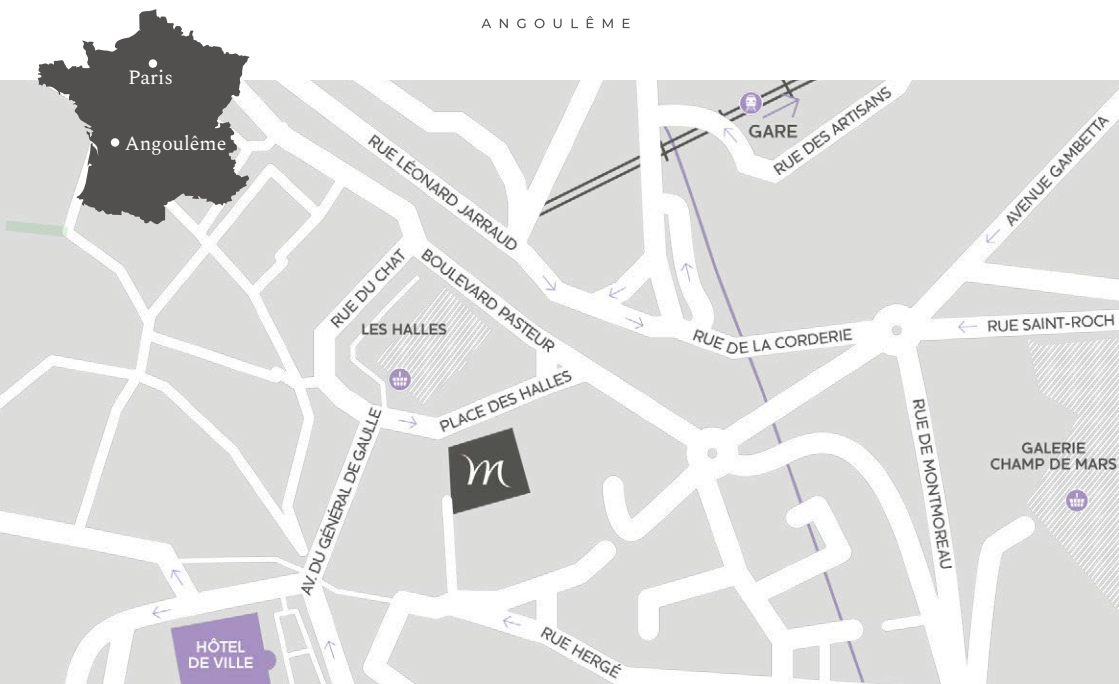 ANGOULÊME
Paris
Angoulême
GARE
RUE DES ARTISANS
AVENUE GAMBETTA
RUE LÉONARD JARRAUD
RUE DU CHAT
BOULEVARD PASTEUR
LES HALLES
RUE DE LA CORDERIE
RUE SAINT-ROCH
PLACE DES HALLES
AV. DU GÉNÉRAL DE GAULLE
m
RUE DE MONTMOREAU
GALERIE
CHAMP DE MARS
HÔTEL
DE VILLE
RUE HERGÉ